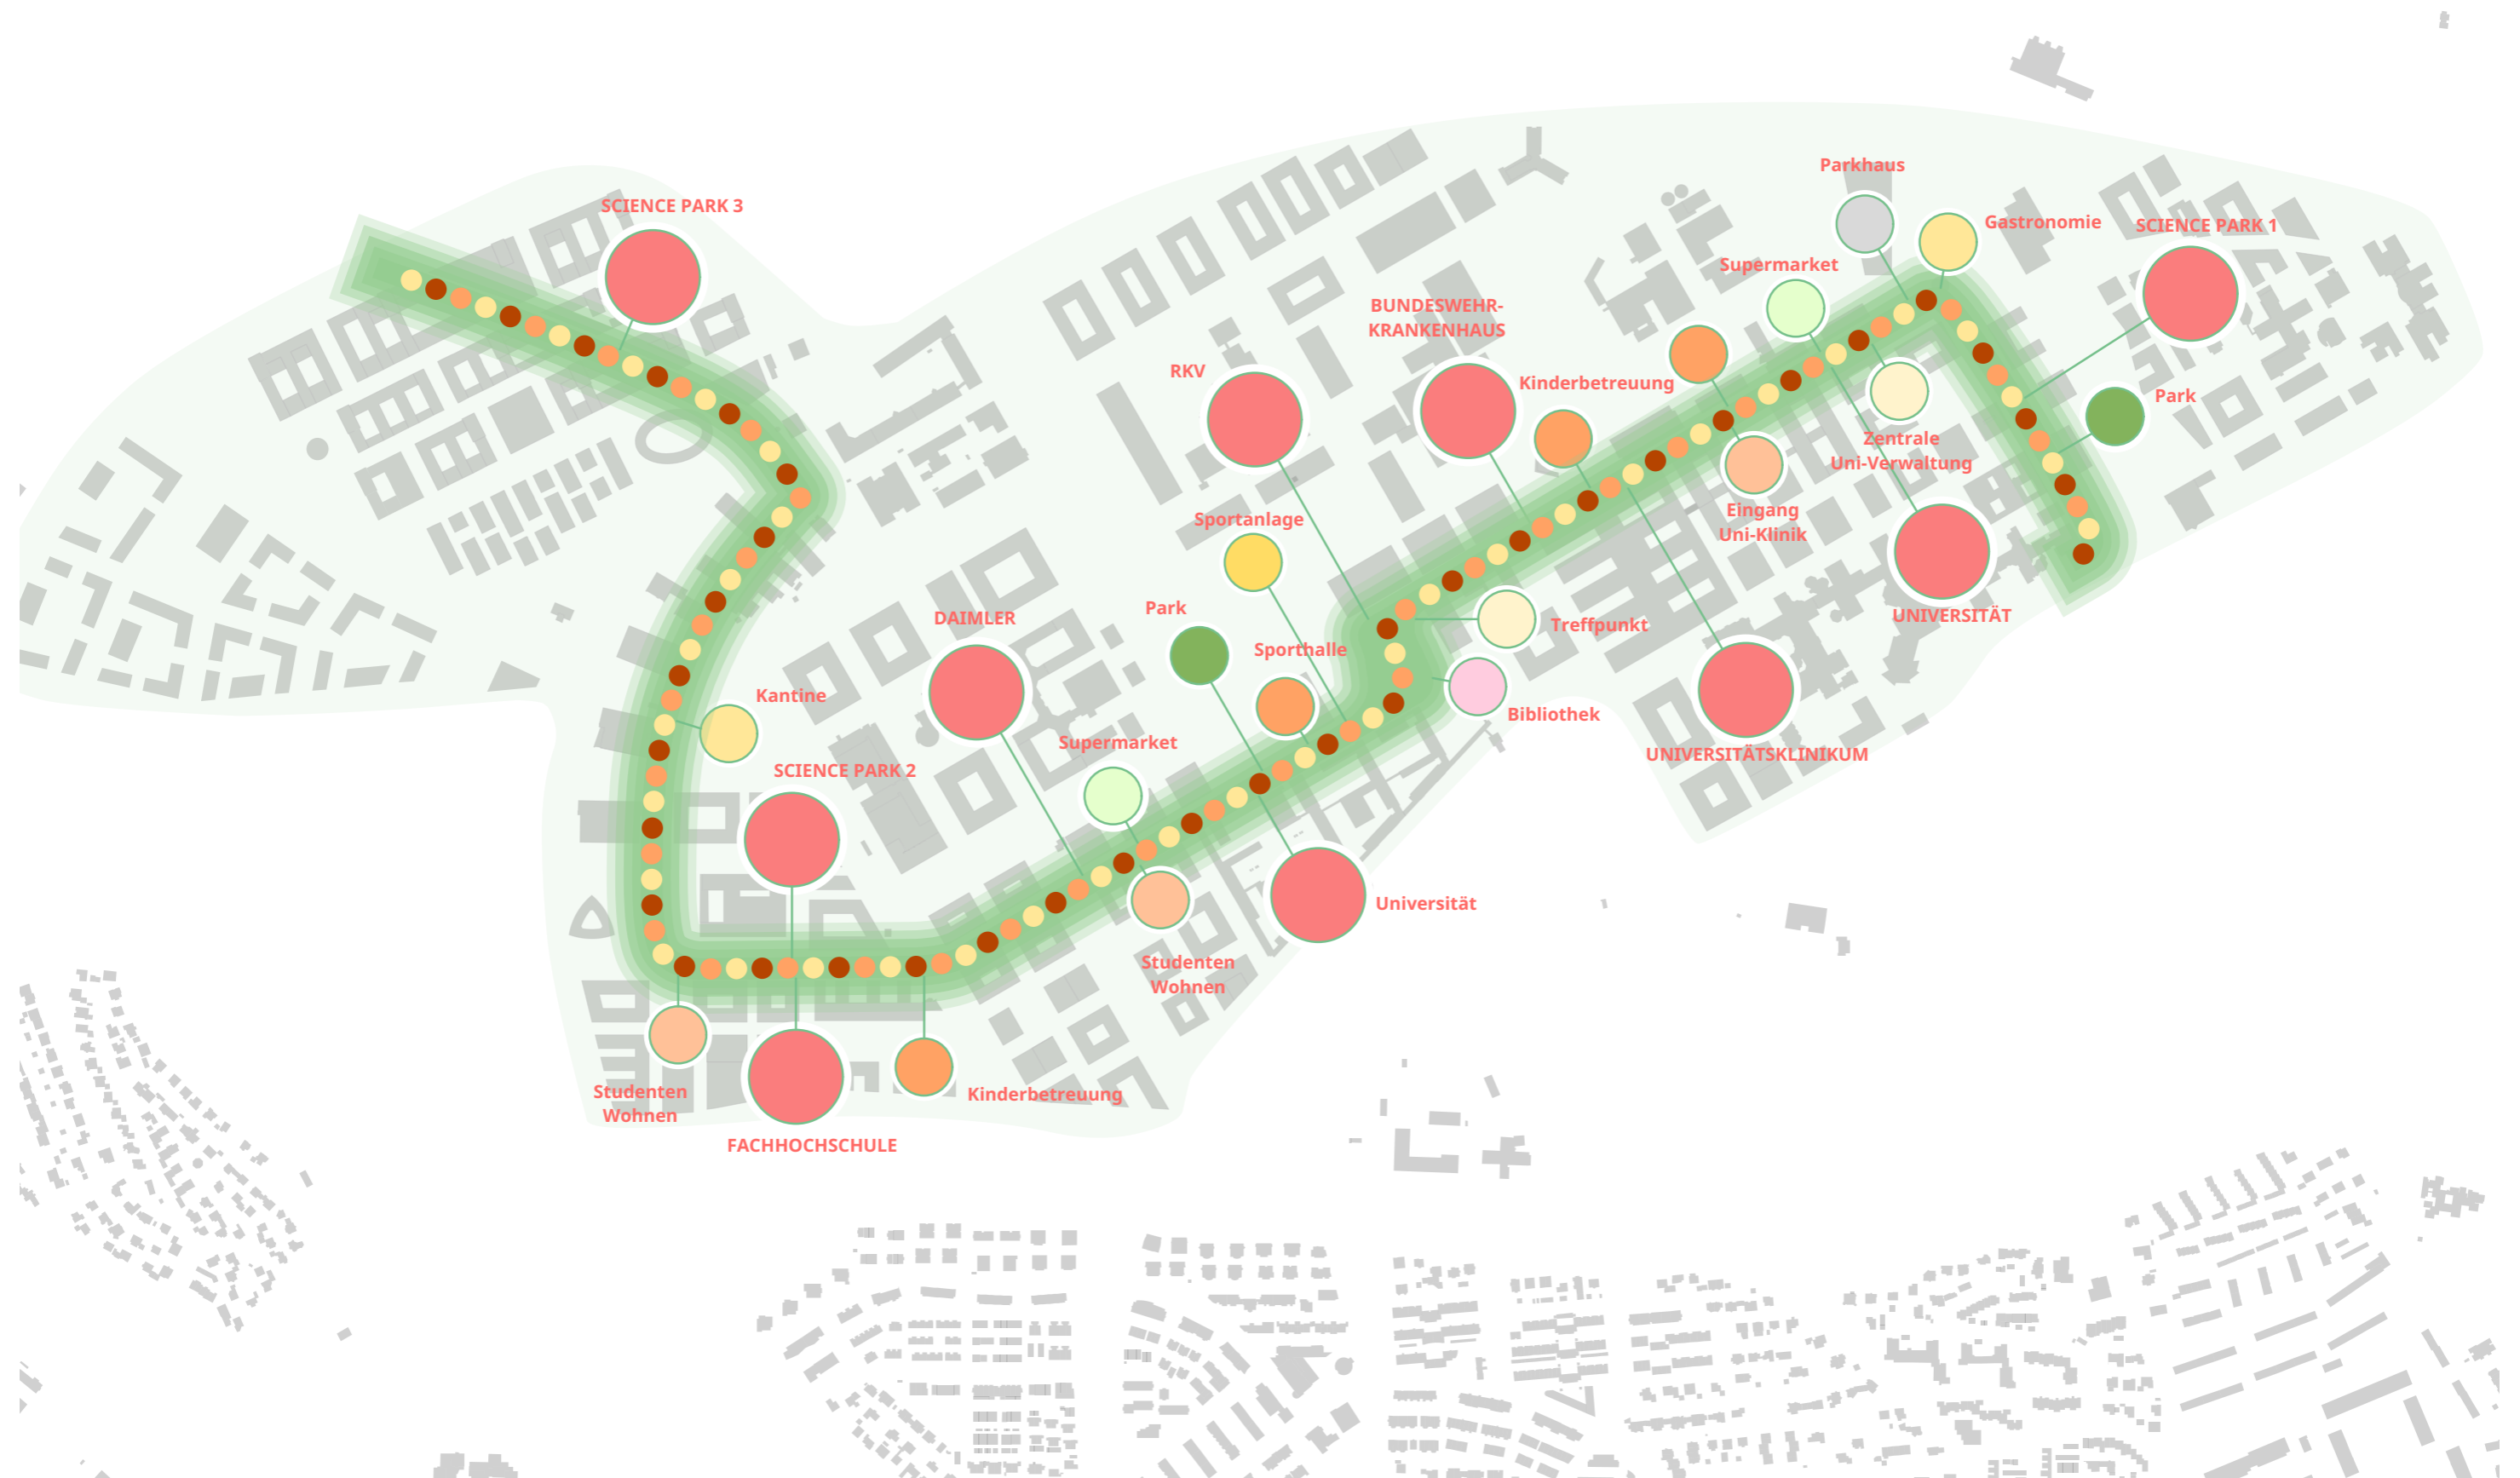 Parkhaus
SCIENCE PARK 3
Gastronomie
SCIENCE PARK 1
Supermarket
BUNDESWEHR-
KRANKENHAUS
RKV
Kinderbetreuung
Park
Zentrale
Uni-Verwaltung
Sportanlage
Eingang
Uni-Klinik
DAIMLER
Park
Treffpunkt
UNIVERSITÄT
Sporthalle
Kantine
Bibliothek
Supermarket
UNIVERSITÄTSKLINIKUM
SCIENCE PARK 2
Universität
Studenten
Wohnen
Studenten
Wohnen
Kinderbetreuung
FACHHOCHSCHULE